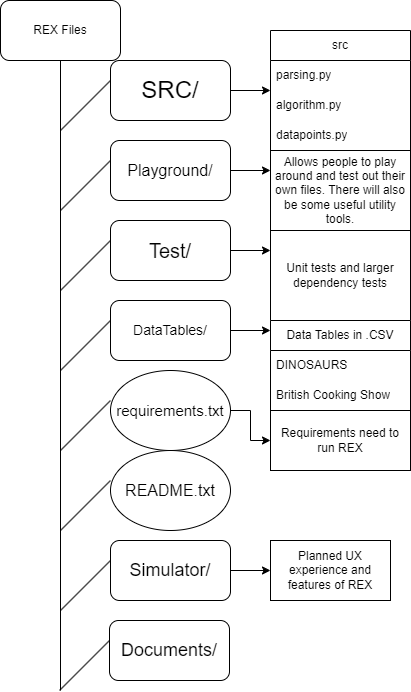 REX Files
src
SRC/
parsing.py
algorithm.py
datapoints.py
Playground/
Allows people to play
around and test out their
own files. There will also
be some useful utility
tools.
Test/
Unit tests and larger
dependency tests
DataTables/
Data Tables in .CSV
DINOSAURS
British Cooking Show
requirements.txt
Requirements need to
run REX
README.txt
Simulator/
Planned UX
experience and
features of REX
Documents/